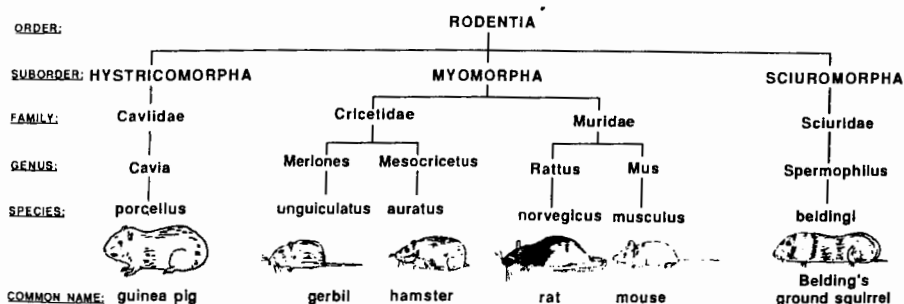 ORDER: RODENTIA
SUBORDER: HYSTRICOMORPHA MYOMORPHA SCIUROMORPHA
FAMILY: Caviidae Cricetidae Muridae Sciuridae
GENUS: Cavia Meriones Mesocricetus Rattus Mus Spermophilus
SPECIES: porcellus unguiculatus auratus norvegicus musculus beldingi
COMMON NAME: guinea pig gerbil hamster rat mouse Belding's
ground squirrel